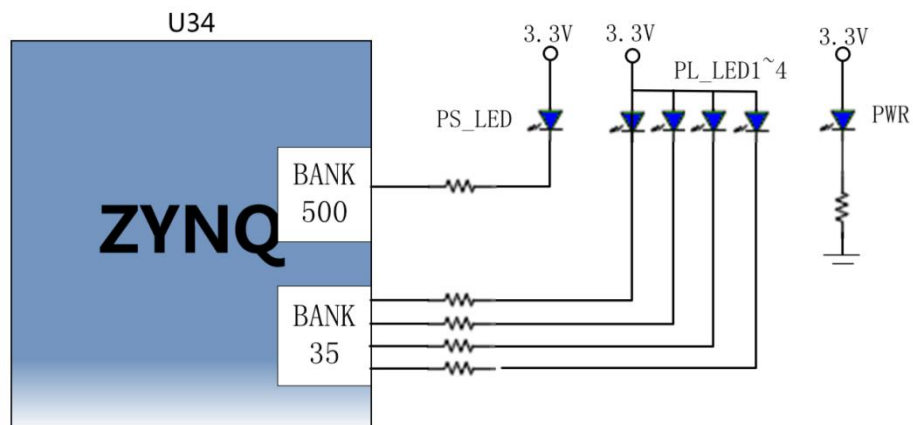 U34
3.3V
3.3V
3.3V
PL_LED1~4
PS_LED
PWR
BANK
500
ZYNQ
BANK
35